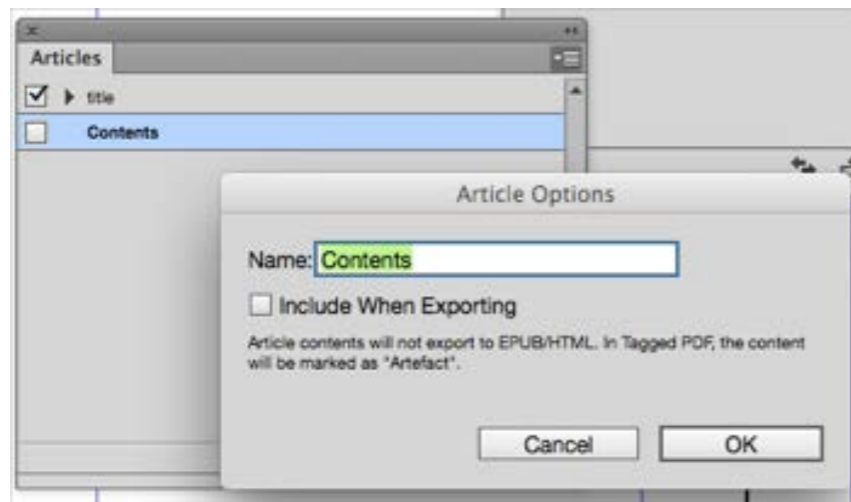 Articles
title
Contents
Article Options
Name: Contents
Include When Exporting
Article contents will not export to EPUB/HTML. In Tagged PDF, the content
will be marked as "Artefact".
Cancel
OK